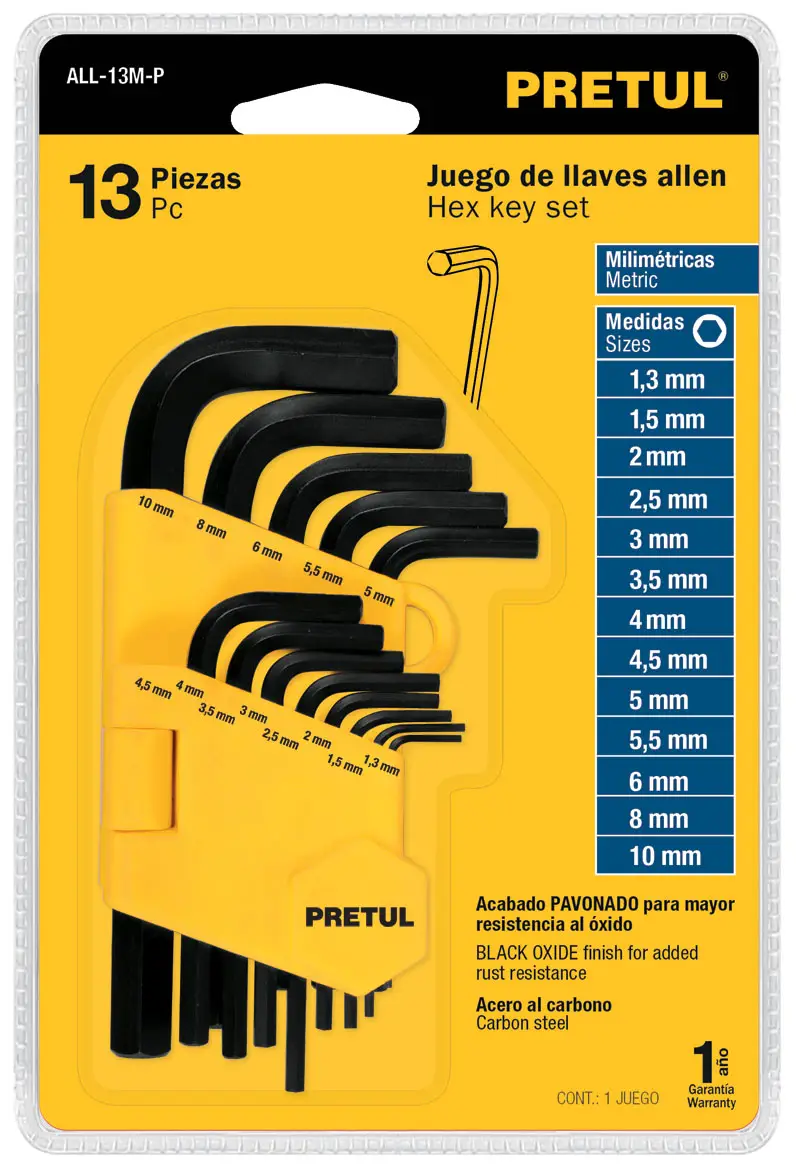 ALL-13M-P
PRETUL®
13 Piezas
Pc
Juego de llaves allen
Hex key set
Milimétricas
Metric
Medidas
Sizes
1,3 mm
1,5 mm
2 mm
2,5 mm
3 mm
3,5 mm
4 mm
4,5 mm
5 mm
5,5 mm
6 mm
8 mm
10 mm
10 mm
8 mm
6 mm
5,5 mm
5 mm
4,5 mm
4 mm
3,5 mm
3 mm
2,5 mm
2 mm
1,5 mm
1,3 mm
PRETUL
Acabado PAVONADO para mayor
resistencia al óxido
BLACK OXIDE finish for added
rust resistance
Acero al carbono
Carbon steel
1 año
Garantía
Warranty
CONT.: 1 JUEGO